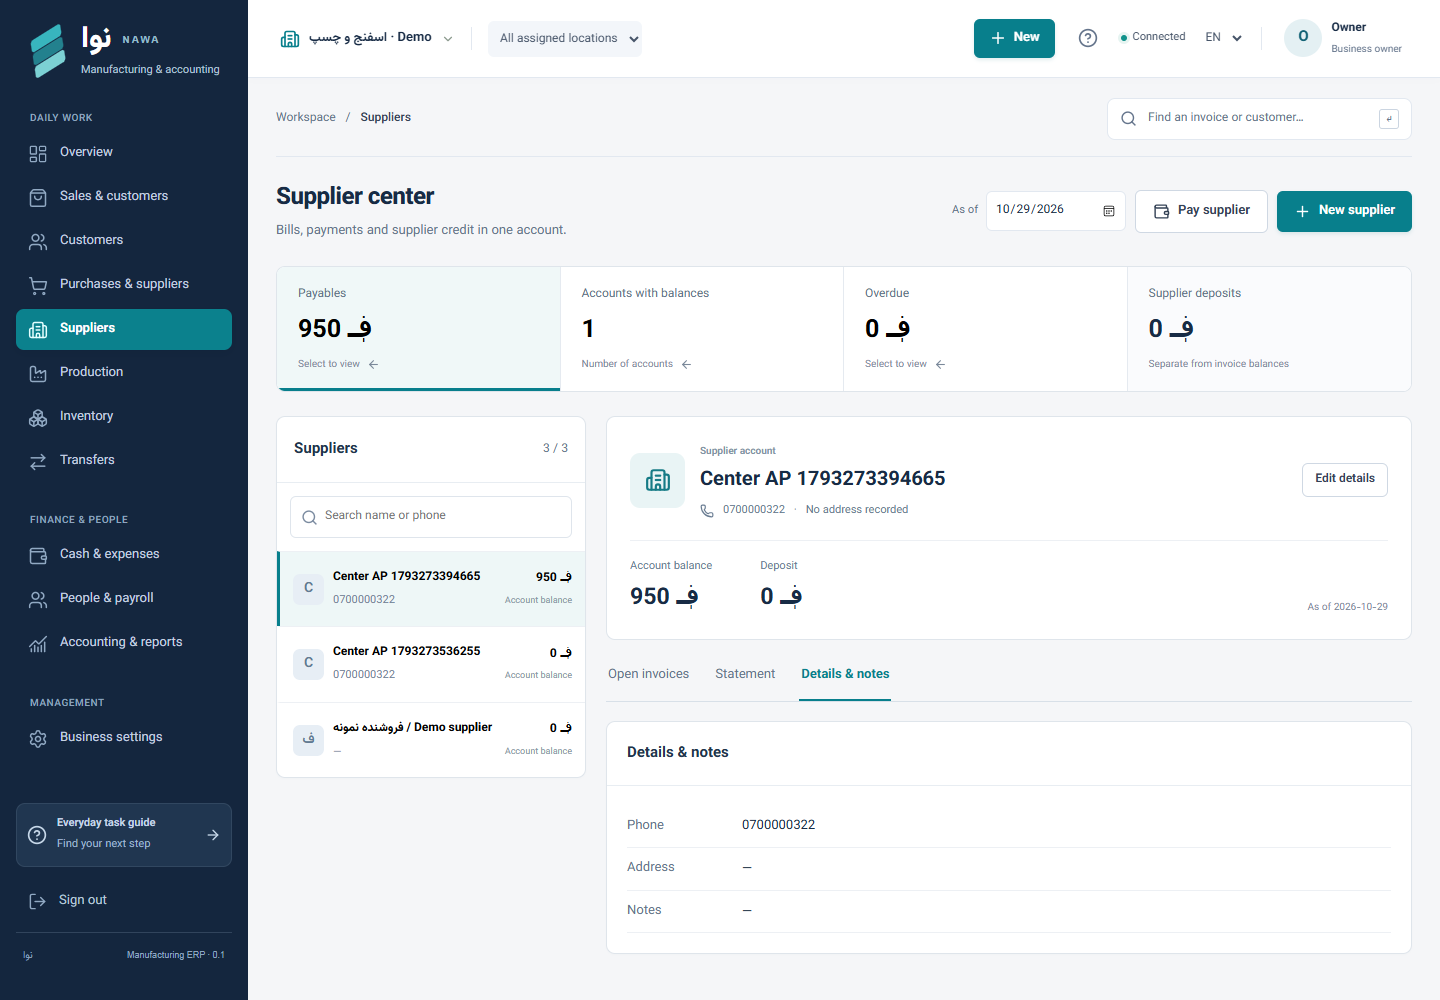 نوا NAWA
Manufacturing & accounting
DAILY WORK
Overview
Sales & customers
Customers
Purchases & suppliers
Suppliers
Production
Inventory
Transfers
FINANCE & PEOPLE
Cash & expenses
People & payroll
Accounting & reports
MANAGEMENT
Business settings
Everyday task guide
Find your next step
Sign out
نوا
Manufacturing ERP · 0.1
اسفنج و چسپ · Demo
All assigned locations
New
Connected
EN
O
Owner
Business owner
Workspace / Suppliers
Find an invoice or customer...
Supplier center
Bills, payments and supplier credit in one account.
As of
10/29/2026
Pay supplier
New supplier
Payables
950 ؋
Select to view
Accounts with balances
1
Number of accounts
Overdue
0 ؋
Select to view
Supplier deposits
0 ؋
Separate from invoice balances
Suppliers
3 / 3
Search name or phone
C
Center AP 1793273394665
950 ؋
0700000322
Account balance
C
Center AP 1793273536255
0 ؋
0700000322
Account balance
ف
فروشنده نمونه / Demo supplier
0 ؋
—
Account balance
Supplier account
Center AP 1793273394665
0700000322 · No address recorded
Edit details
Account balance
950 ؋
Deposit
0 ؋
As of 2026-10-29
Open invoices
Statement
Details & notes
Details & notes
Phone
0700000322
Address
—
Notes
—